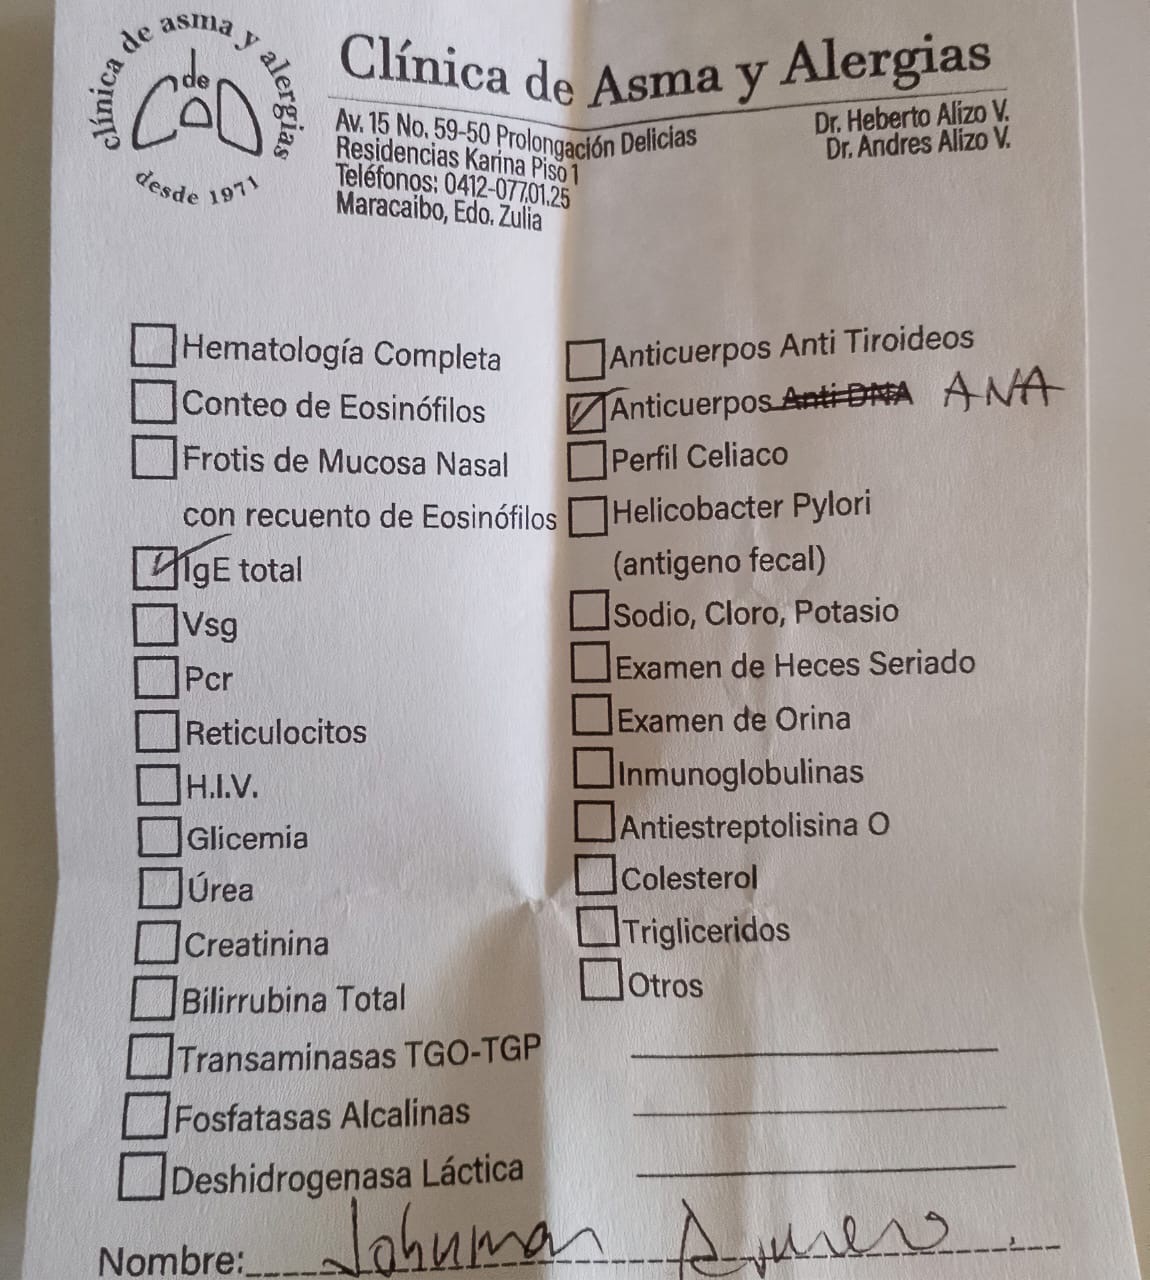 clínica de asma y alergias
de
desde 1971
Clínica de Asma y Alergias
Av. 15 No. 59-50 Prolongación Delicias
Residencias Karina Piso 1
Teléfonos: 0412-077.01.25
Maracaibo, Edo. Zulia
Dr. Heberto Alizo V.
Dr. Andres Alizo V.
Hematología Completa
Conteo de Eosinófilos
Frotis de Mucosa Nasal
con recuento de Eosinófilos
IgE total
Vsg
Pcr
Reticulocitos
H.I.V.
Glicemia
Úrea
Creatinina
Bilirrubina Total
Transaminasas TGO-TGP
Fosfatasas Alcalinas
Deshidrogenasa Láctica
Anticuerpos Anti Tiroideos
Anticuerpos Anti DNA ANA
Perfil Celiaco
Helicobacter Pylori
(antigeno fecal)
Sodio, Cloro, Potasio
Examen de Heces Seriado
Examen de Orina
Inmunoglobulinas
Antiestreptolisina O
Colesterol
Trigliceridos
Otros
Nombre: